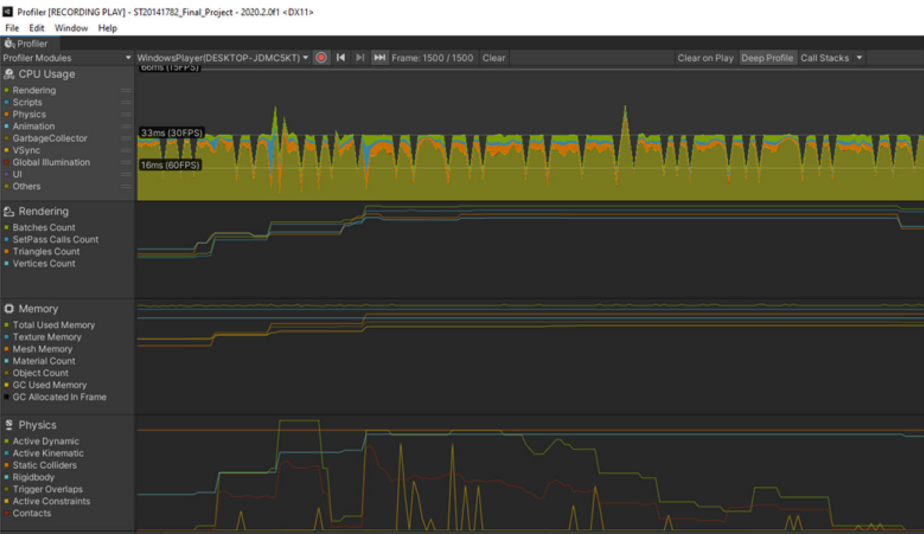 Profiler [RECORDING PLAY] - ST20141782_Final_Project - 2020.2.0f1 <DX11>
File Edit Window Help
Profiler
Profiler Modules WindowsPlayer(DESKTOP-JDMC5KT) Frame: 1500 / 1500 Clear Clear on Play Deep Profile Call Stacks
CPU Usage
66ms (15FPS)
Rendering
Scripts
Physics
Animation
GarbageCollector
VSync
Global Illumination
UI
Others
33ms (30FPS)
16ms (60FPS)
Rendering
Batches Count
SetPass Calls Count
Triangles Count
Vertices Count
Memory
Total Used Memory
Texture Memory
Mesh Memory
Material Count
Object Count
GC Used Memory
GC Allocated In Frame
Physics
Active Dynamic
Active Kinematic
Static Colliders
Rigidbody
Trigger Overlaps
Active Constraints
Contacts